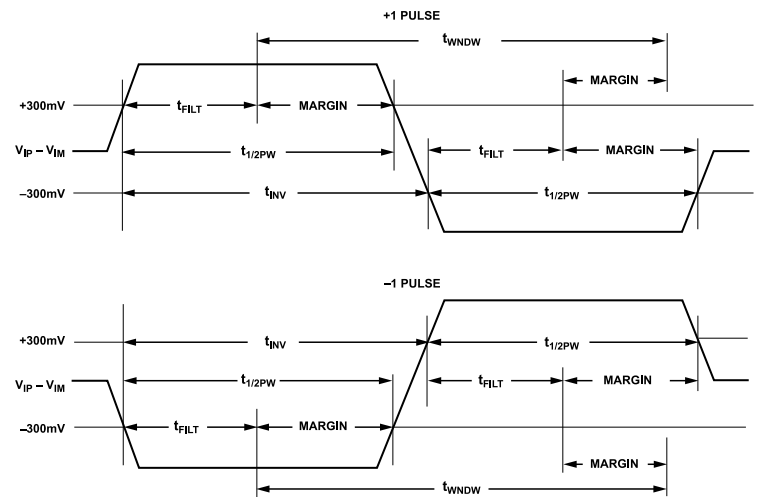 +1 PULSE
tWNDW
MARGIN
+300mV
tFILT
MARGIN
VIP – VIM
t1/2PW
tFILT
MARGIN
–300mV
tINV
t1/2PW
–1 PULSE
+300mV
tINV
t1/2PW
VIP – VIM
t1/2PW
tFILT
MARGIN
–300mV
tFILT
MARGIN
MARGIN
tWNDW